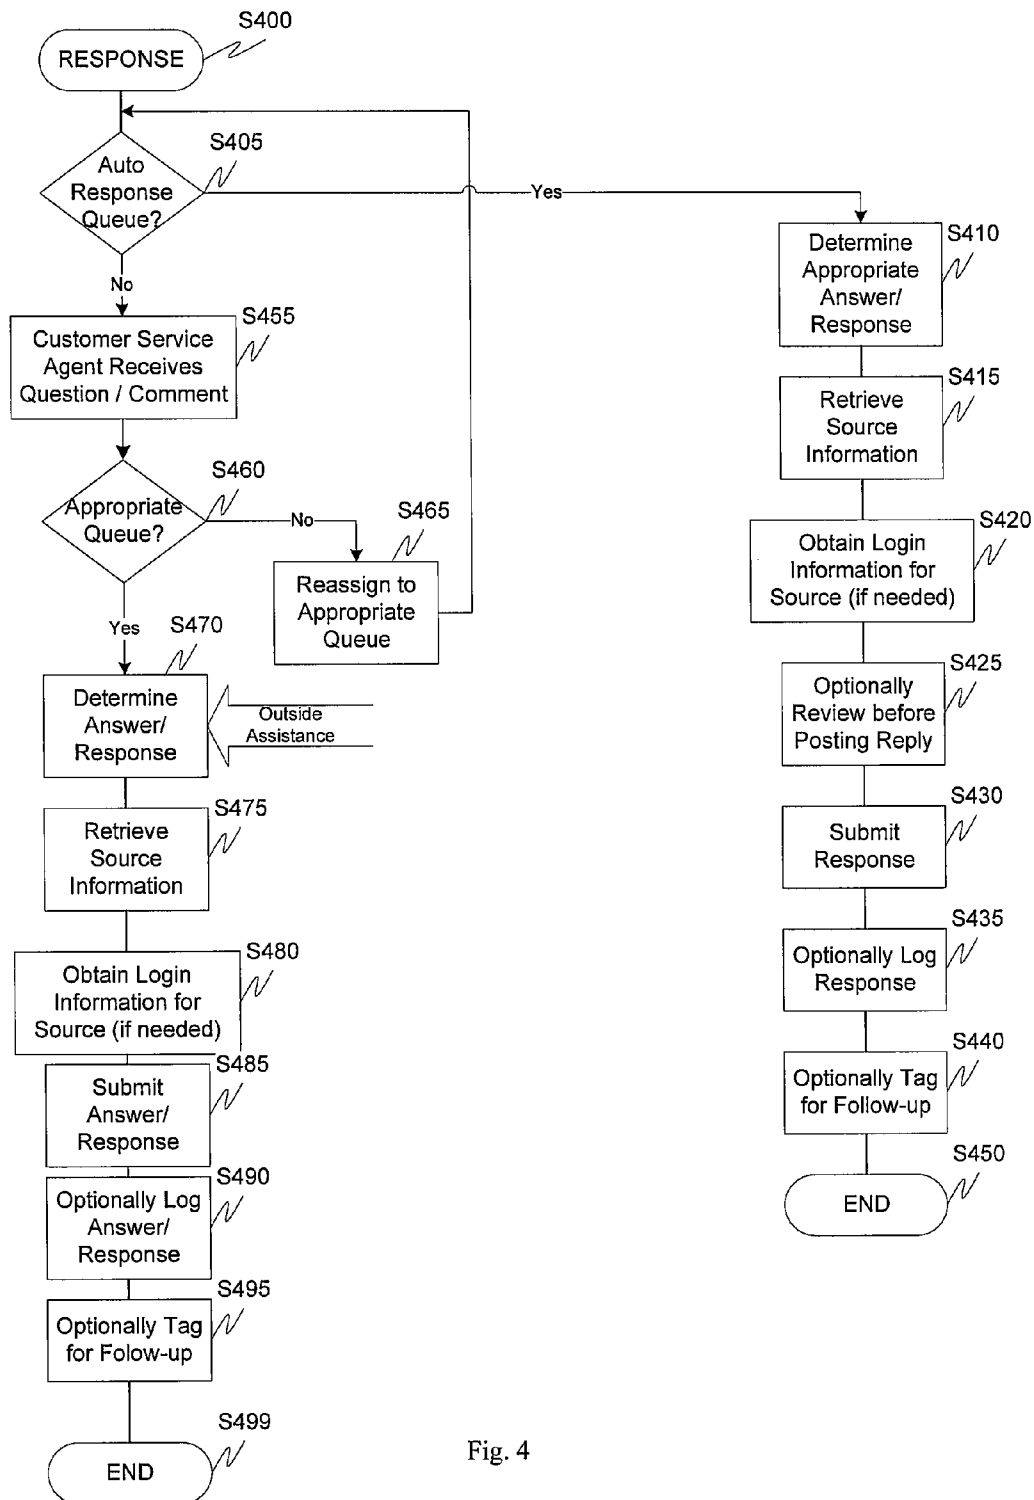 S400
RESPONSE
S405
Auto
Response
Queue?
Yes
No
S410
Determine
Appropriate
Answer/
Response
S455
Customer Service
Agent Receives
Question / Comment
S415
Retrieve
Source
Information
S460
Appropriate
Queue?
No
S465
Reassign to
Appropriate
Queue
S420
Obtain Login
Information for
Source (if needed)
Yes
S470
Determine
Answer/
Response
Outside
Assistance
S425
Optionally
Review before
Posting Reply
S475
Retrieve
Source
Information
S430
Submit
Response
S480
Obtain Login
Information for
Source (if needed)
S435
Optionally Log
Response
S485
Submit
Answer/
Response
S440
Optionally Tag
for Follow-up
S490
Optionally Log
Answer/
Response
S450
END
S495
Optionally Tag
for Folow-up
S499
END
Fig. 4